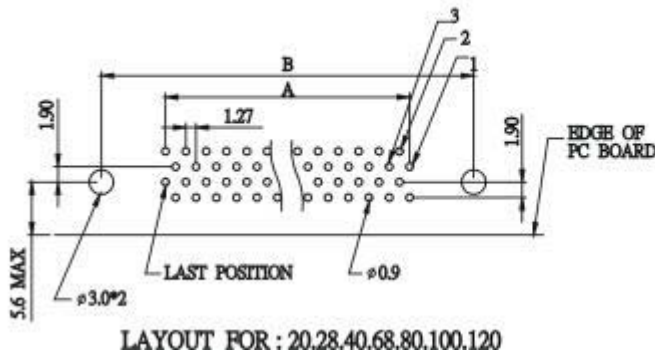 3
2
1
B
A
1.27
1.90
1.90
EDGE OF
PC BOARD
LAST POSITION
ø0.9
5.6 MAX
ø3.0*2
LAYOUT FOR : 20.28.40.68.80.100.120